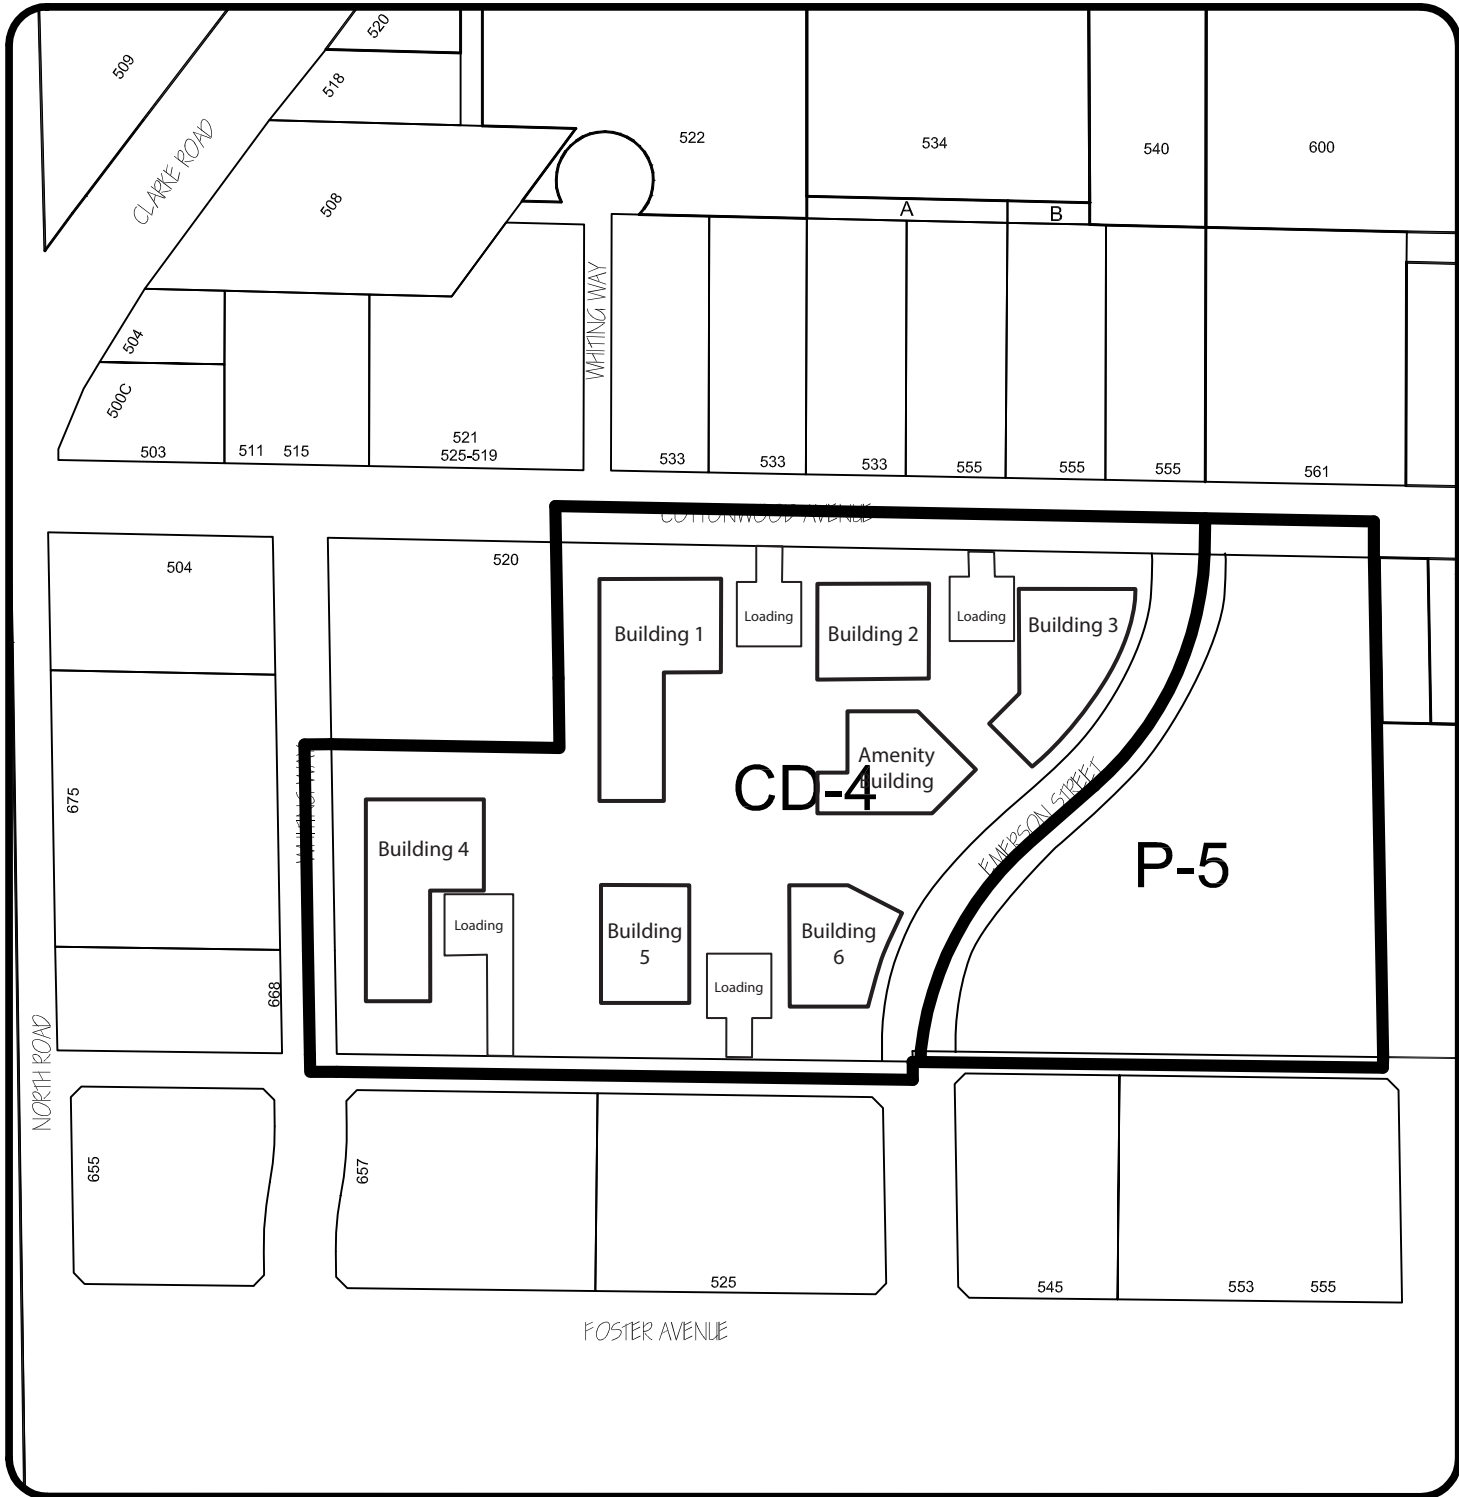 509
520
518
CLARKE ROAD
508
522
534
540
600
A
B
WHITING WAY
504
500C
503
511
515
521
525-519
533
533
533
555
555
555
561
COTTONWOOD AVENUE
504
520
Building 1
Loading
Building 2
Loading
Building 3
Amenity
Building
CD-4
EMERSON STREET
P-5
675
WHITING WAY
Building 4
Loading
Building
5
Building
6
Loading
668
NORTH ROAD
655
657
525
545
553
555
FOSTER AVENUE